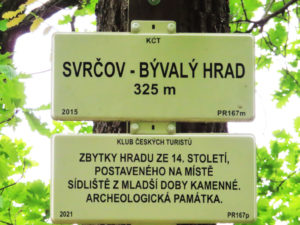 KČT
SVRČOV - BÝVALÝ HRAD
325 m
2015 PR167m
KLUB ČESKÝCH TURISTŮ
ZBYTKY HRADU ZE 14. STOLETÍ,
POSTAVENÉHO NA MÍSTĚ
SÍDLIŠTĚ Z MLADŠÍ DOBY KAMENNÉ.
ARCHEOLOGICKÁ PAMÁTKA.
2021 PR167p